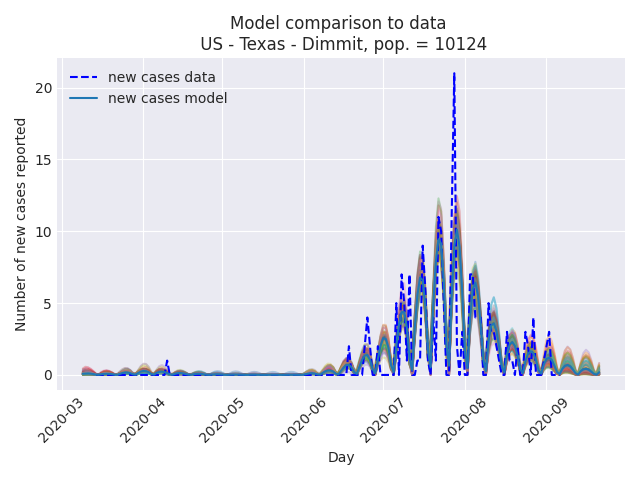 Model comparison to data
US - Texas - Dimmit, pop. = 10124
new cases data
new cases model
Number of new cases reported
20
15
10
5
0
2020-03
2020-04
2020-05
2020-06
2020-07
2020-08
2020-09
Day